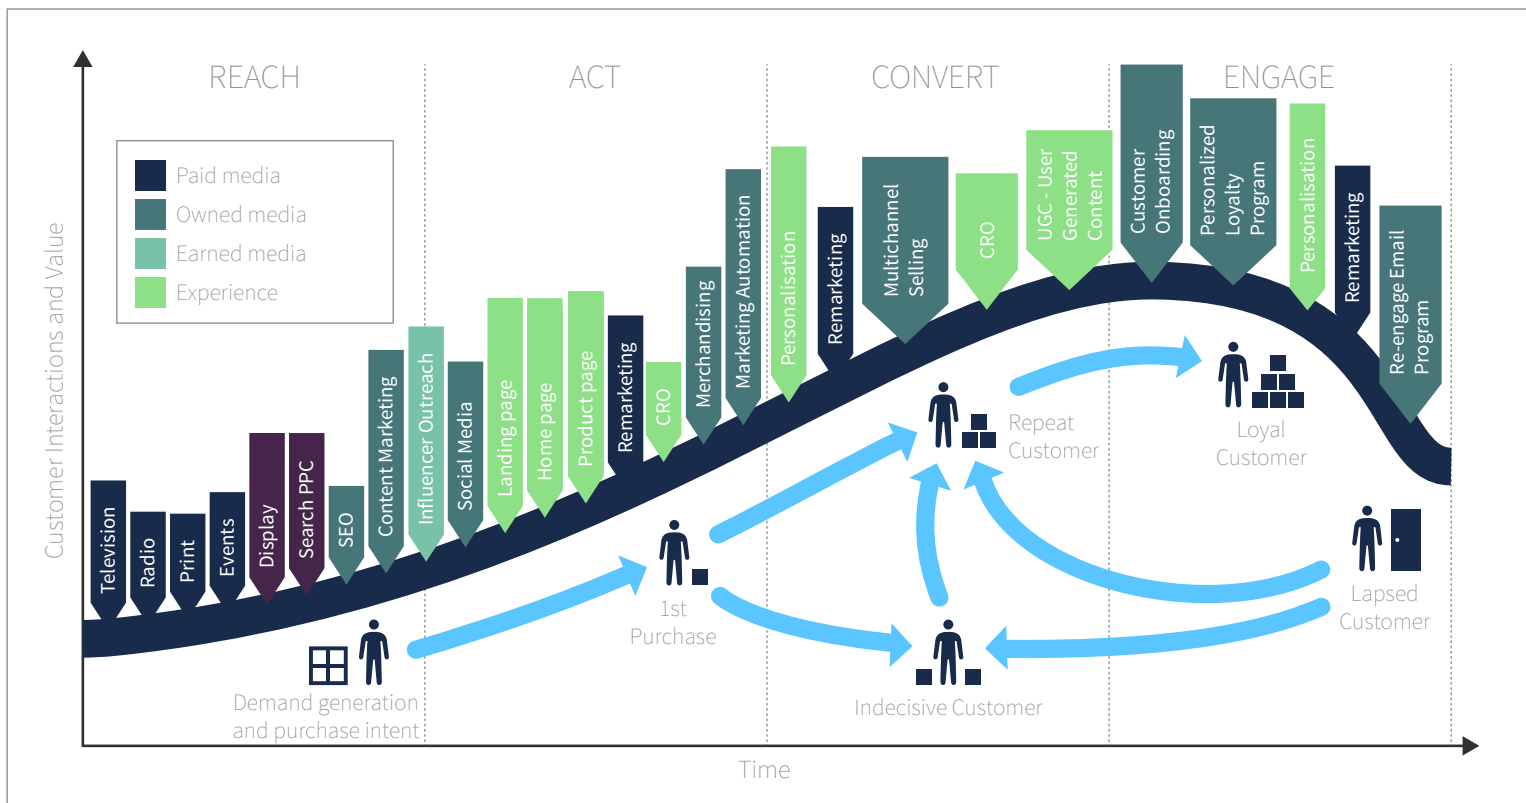 REACH
ACT
CONVERT
ENGAGE
Paid media
Owned media
Earned media
Experience
Customer Interactions and Value
Television
Radio
Print
Events
Display
Search PPC
SEO
Content Marketing
Influencer Outreach
Social Media
Landing page
Home page
Product page
Remarketing
CRO
Merchandising
Marketing Automation
Personalisation
Remarketing
Multichannel
Selling
CRO
UGC - User
Generated
Content
Customer
Onboarding
Personalized
Loyalty
Program
Personalisation
Remarketing
Re-engage Email
Program
Demand generation
and purchase intent
1st
Purchase
Repeat
Customer
Indecisive Customer
Loyal
Customer
Lapsed
Customer
Time